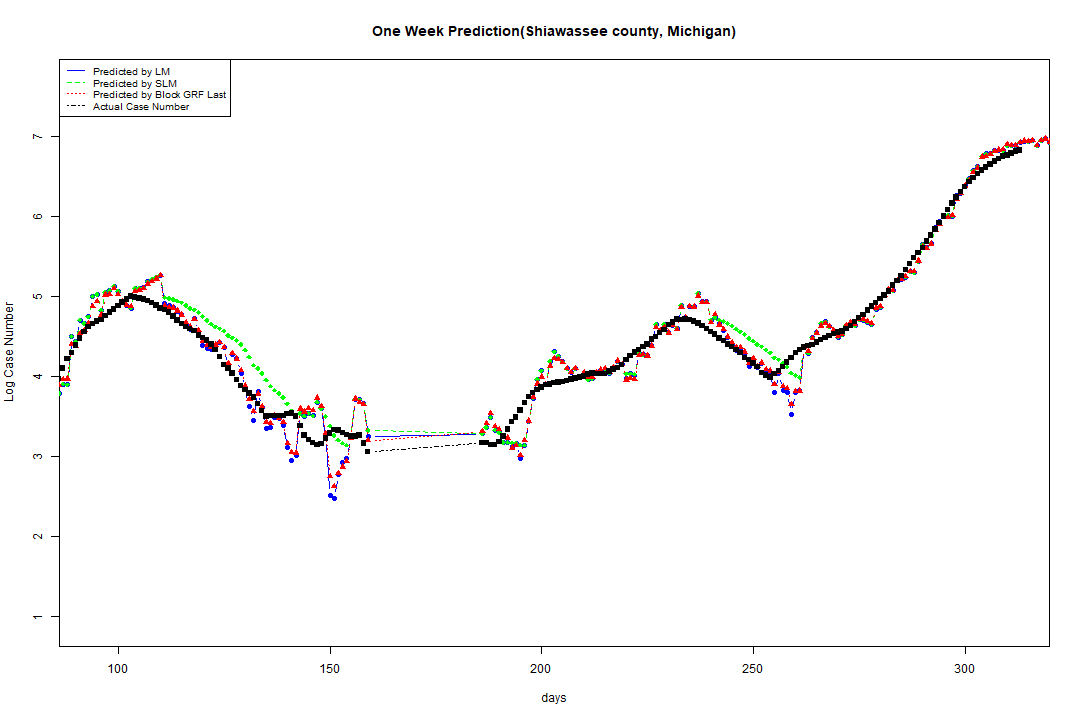 One Week Prediction(Shiawassee county, Michigan)
Predicted by LM
Predicted by SLM
Predicted by Block GRF Last
Actual Case Number
Log Case Number
7
6
5
4
3
2
1
100 150 200 250 300
days